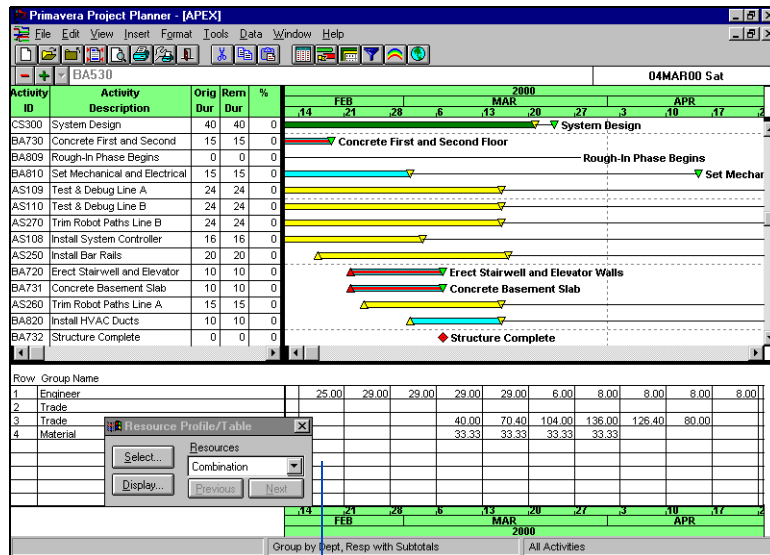 Primavera Project Planner - [APEX]
File Edit View Insert Format Tools Data Window Help
BA530 04MAR00 Sat
Activity ID Activity Description Orig Dur Rem Dur % 2000
FEB MAR APR
14 21 28 6 13 20 27 3 10 17 2
CS300 System Design 40 40 0 System Design
BA730 Concrete First and Second 15 15 0 Concrete First and Second Floor
BA809 Rough-In Phase Begins 0 0 0 Rough-In Phase Begins
BA810 Set Mechanical and Electrical 15 15 0 Set Mechan
AS109 Test & Debug Line A 24 24 0
AS110 Test & Debug Line B 24 24 0
AS270 Trim Robot Paths Line B 24 24 0
AS108 Install System Controller 16 16 0
AS250 Install Bar Rails 20 20 0
BA720 Erect Stairwell and Elevator 10 10 0 Erect Stairwell and Elevator Walls
BA731 Concrete Basement Slab 10 10 0 Concrete Basement Slab
AS260 Trim Robot Paths Line A 15 15 0
BA820 Install HVAC Ducts 10 10 0
BA732 Structure Complete 0 0 0 Structure Complete
Row Group Name
1 Engineer 25.00 29.00 29.00 29.00 29.00 6.00 8.00 8.00 8.00 8.00
2 Trade
3 Trade 40.00 70.40 104.00 136.00 126.40 80.00
4 Material 33.33 33.33 33.33 33.33
Resource Profile/Table
Select... Resources
Combination
Display... Previous Next
14 21 28 6 13 20 27 3 10 17 2
FEB MAR APR
2000
Group by Dept, Resp with Subtotals All Activities